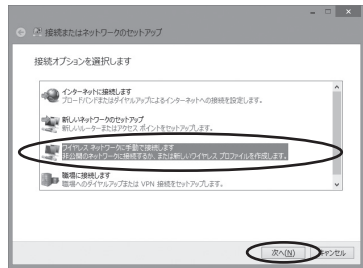 接続またはネットワークのセットアップ
接続オプションを選択します
インターネットに接続します
ブロードバンドまたはダイヤルアップによるインターネットへの接続を設定します。
新しいネットワークのセットアップ
新しいルーターまたはアクセス ポイントをセットアップします。
ワイヤレス ネットワークに手動で接続します
非公開のネットワークに接続するか、または新しいワイヤレス プロファイルを作成します。
職場に接続します
職場へのダイヤルアップまたは VPN 接続をセットアップします。
次へ(N)
キャンセル